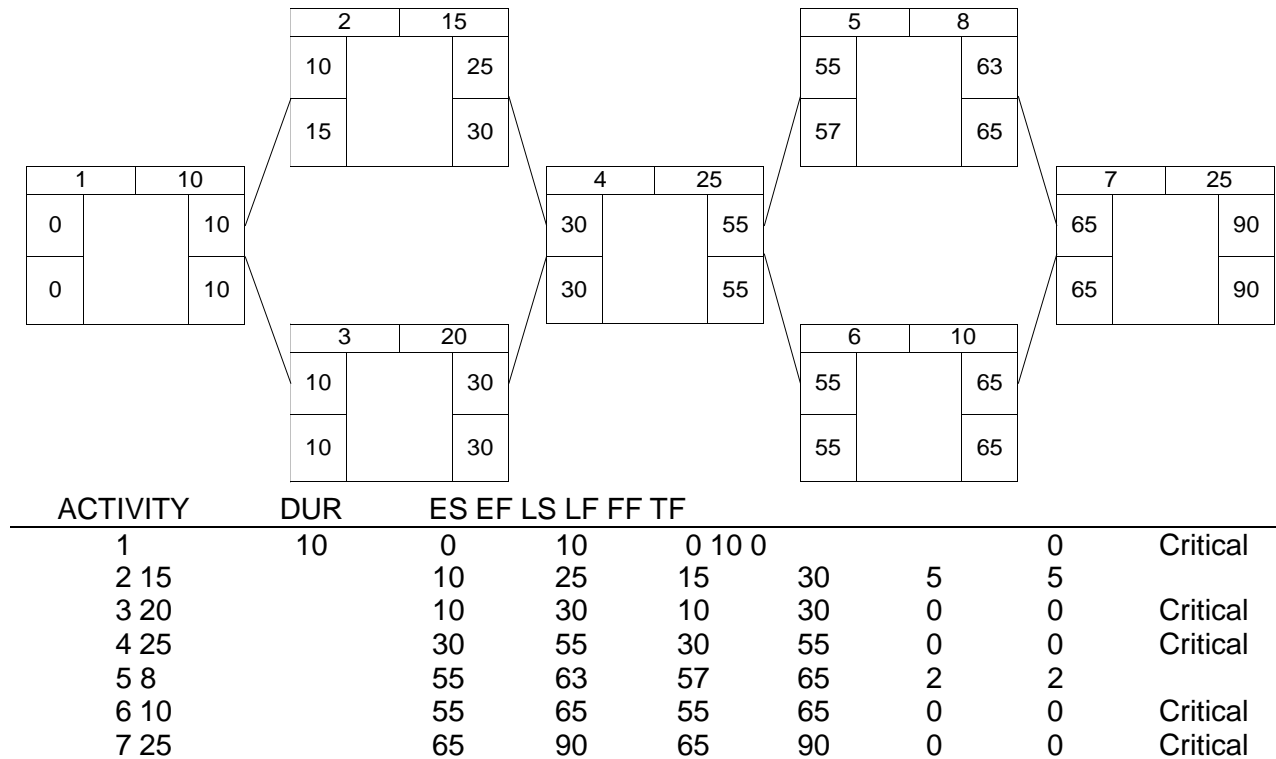 2 15 5 8
10 25 55 63
15 30 57 65
1 10 4 25 7 25
0 10 30 55 65 90
0 10 30 55 65 90
3 20 6 10
10 30 55 65
10 30 55 65
ACTIVITY DUR ES EF LS LF FF TF
1 10 0 10 0 10 0 0 Critical
2 15 10 25 15 30 5 5
3 20 10 30 10 30 0 0 Critical
4 25 30 55 30 55 0 0 Critical
5 8 55 63 57 65 2 2
6 10 55 65 55 65 0 0 Critical
7 25 65 90 65 90 0 0 Critical